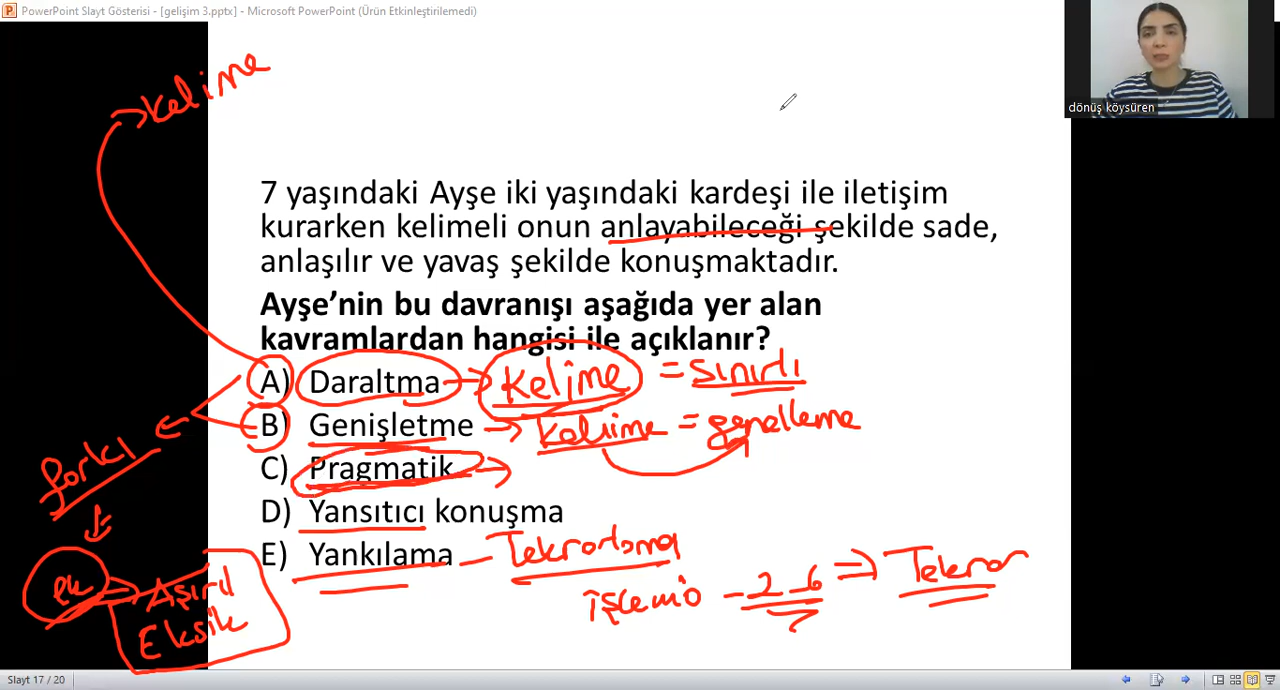 PowerPoint Slayt Gösterisi - [gelişim 3.pptx] - Microsoft PowerPoint (Ürün Etkinleştirilemedi)
dönüş köysüren
kelime
7 yaşındaki Ayşe iki yaşındaki kardeşi ile iletişim
kurarken kelimeli onun anlayabileceği şekilde sade,
anlaşılır ve yavaş şekilde konuşmaktadır.
Ayşe’nin bu davranışı aşağıda yer alan
kavramlardan hangisi ile açıklanır?
A) Daraltma → Kelime = sınırlı
B) Genişletme → Kelime = genelleme
C) Pragmatik →
D) Yansıtıcı konuşma
E) Yankılama - Tekrarlama
işlemö - 2 - 6 ⇒ Tekrar
farkı
ek ⇒ Aşırıl
Eksik
Slayt 17 / 20